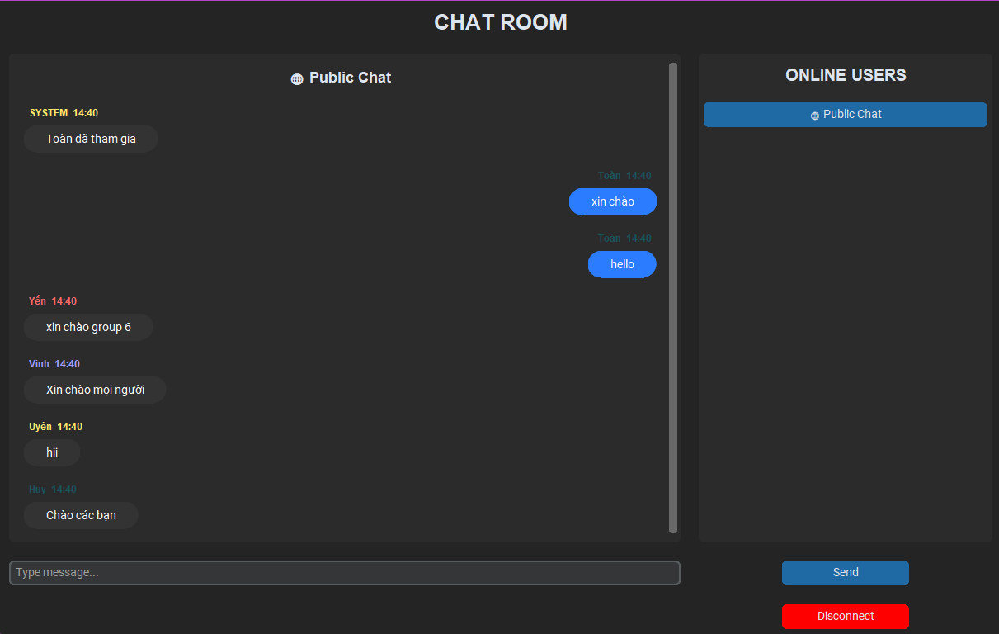 CHAT ROOM
Public Chat
SYSTEM 14:40
Toàn đã tham gia
Toàn 14:40
xin chào
Toàn 14:40
hello
Yến 14:40
xin chào group 6
Vinh 14:40
Xin chào mọi người
Uyên 14:40
hii
Huy 14:40
Chào các bạn
Type message...
ONLINE USERS
Public Chat
Send
Disconnect